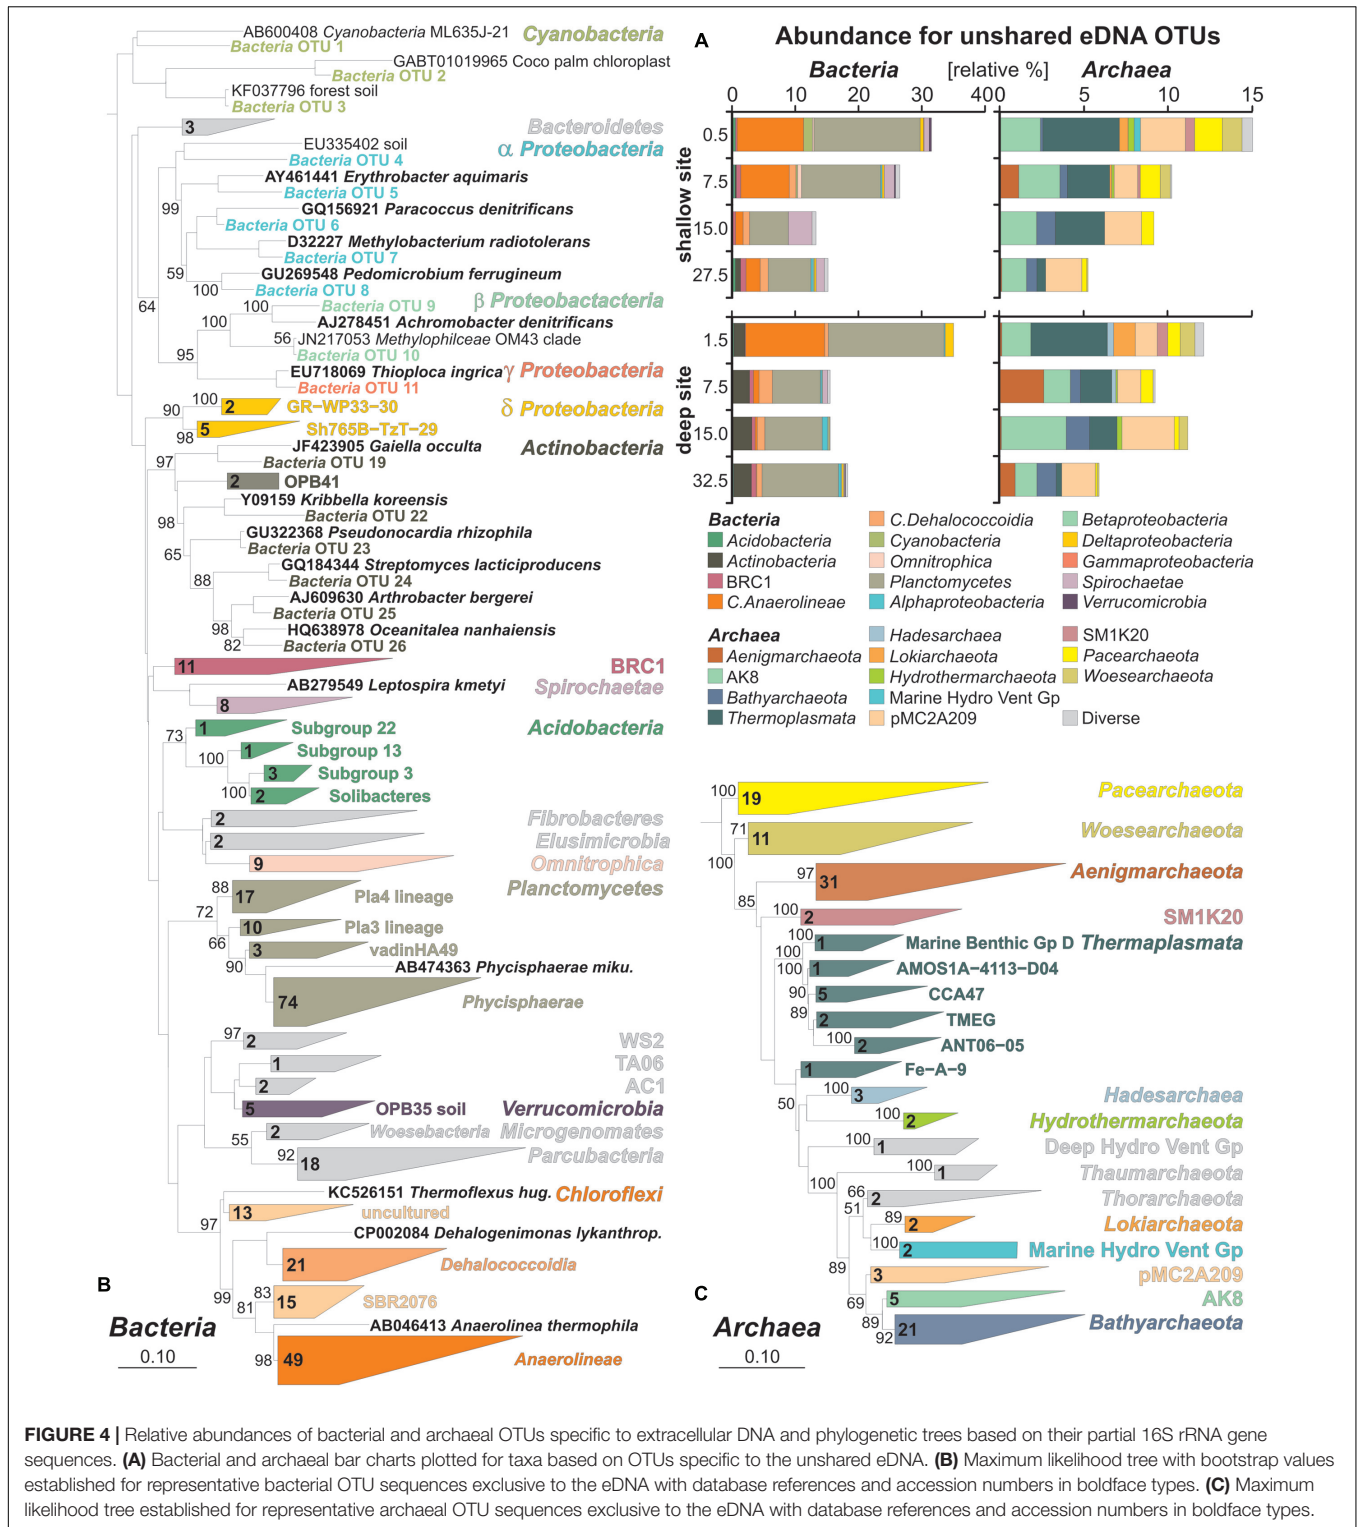 AB600408 Cyanobacteria ML635J-21
Cyanobacteria
Bacteria OTU 1
GABT01019965 Coco palm chloroplast
Bacteria OTU 2
KF037796 forest soil
Bacteria OTU 3
3
Bacteroidetes
EU335402 soil
α Proteobacteria
Bacteria OTU 4
AY461441 Erythrobacter aquimaris
Bacteria OTU 5
99
GQ156921 Paracoccus denitrificans
Bacteria OTU 6
D32227 Methylobacterium radiotolerans
Bacteria OTU 7
59
GU269548 Pedomicrobium ferrugineum
100
Bacteria OTU 8
64
100
Bacteria OTU 9
β Proteobactacteria
100
AJ278451 Achromobacter denitrificans
56
JN217053 Methylophilceae OM43 clade
95
Bacteria OTU 10
EU718069 Thioploca ingrica
γ Proteobacteria
Bacteria OTU 11
100
90
2
GR-WP33-30
δ Proteobacteria
98
5
Sh765B-TzT-29
JF423905 Gaiella occulta
Actinobacteria
97
Bacteria OTU 19
2
OPB41
Y09159 Kribbella koreensis
Bacteria OTU 22
98
GU322368 Pseudonocardia rhizophila
65
Bacteria OTU 23
GQ184344 Streptomyces lacticiproducens
88
Bacteria OTU 24
AJ609630 Arthrobacter bergerei
Bacteria OTU 25
98
HQ638978 Oceanitalea nanhaiensis
82
Bacteria OTU 26
11
BRC1
AB279549 Leptospira kmetyi
Spirochaetae
8
73
1
Subgroup 22
Acidobacteria
100
1
Subgroup 13
3
Subgroup 3
100
2
Solibacteres
2
Fibrobacteres
2
Elusimicrobia
9
Omnitrophica
88
17
Pla4 lineage
Planctomycetes
72
10
Pla3 lineage
66
3
vadinHA49
90
AB474363 Phycisphaerae miku.
74
Phycisphaerae
97
2
WS2
1
TA06
2
AC1
5
OPB35 soil
Verrucomicrobia
2
Woesebacteria
Microgenomates
55
92
18
Parcubacteria
KC526151 Thermoflexus hug.
Chloroflexi
97
13
uncultured
CP002084 Dehalogenimonas lykanthrop.
21
Dehalococcoidia
99
83
15
SBR2076
81
AB046413 Anaerolinea thermophila
98
49
Anaerolineae
B
Bacteria
0.10
A
Abundance for unshared eDNA OTUs
Bacteria
[relative %]
Archaea
0
10
20
30
40
0
5
10
15
shallow site
0.5
7.5
15.0
27.5
deep site
1.5
7.5
15.0
32.5
Bacteria
Acidobacteria
Actinobacteria
BRC1
C.Anaerolineae
C.Dehalococcoidia
Cyanobacteria
Omnitrophica
Planctomycetes
Alphaproteobacteria
Betaproteobacteria
Deltaproteobacteria
Gammaproteobacteria
Spirochaetae
Verrucomicrobia
Archaea
Aenigmarchaeota
AK8
Bathyarchaeota
Thermoplasmata
Hadesarchaea
Lokiarchaeota
Hydrothermarchaeota
Marine Hydro Vent Gp
pMC2A209
SM1K20
Pacearchaeota
Woesearchaeota
Diverse
100
19
Pacearchaeota
71
11
Woesearchaeota
100
97
31
Aenigmarchaeota
85
100
2
SM1K20
100
1
Marine Benthic Gp D
Thermaplasmata
100
100
1
AMOS1A-4113-D04
90
5
CCA47
89
2
TMEG
100
2
ANT06-05
1
Fe-A-9
100
3
Hadesarchaea
50
100
2
Hydrothermarchaeota
100
1
Deep Hydro Vent Gp
100
1
Thaumarchaeota
100
66
2
Thorarchaeota
51
89
2
Lokiarchaeota
100
2
Marine Hydro Vent Gp
89
3
pMC2A209
69
5
AK8
89
92
21
Bathyarchaeota
C
Archaea
0.10
FIGURE 4 | Relative abundances of bacterial and archaeal OTUs specific to extracellular DNA and phylogenetic trees based on their partial 16S rRNA gene
sequences. (A) Bacterial and archaeal bar charts plotted for taxa based on OTUs specific to the unshared eDNA. (B) Maximum likelihood tree with bootstrap values
established for representative bacterial OTU sequences exclusive to the eDNA with database references and accession numbers in boldface types. (C) Maximum
likelihood tree established for representative archaeal OTU sequences exclusive to the eDNA with database references and accession numbers in boldface types.